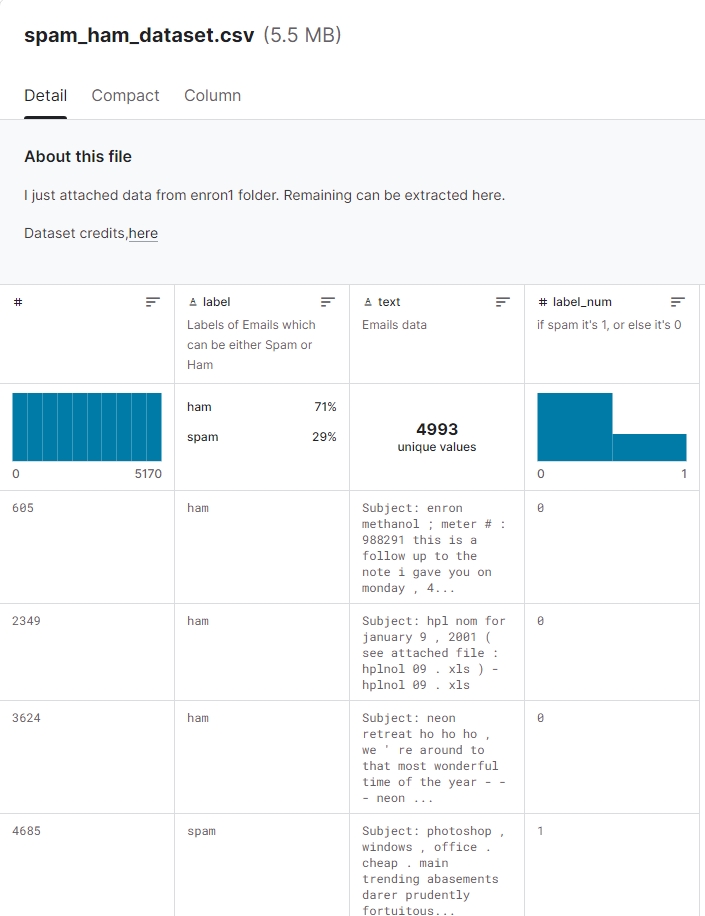 spam_ham_dataset.csv (5.5 MB)
Detail Compact Column
About this file
I just attached data from enron1 folder. Remaining can be extracted here.
Dataset credits,here
#
A label
Labels of Emails which
can be either Spam or
Ham
A text
Emails data
# label_num
if spam it's 1, or else it's 0
0 5170
ham 71%
spam 29%
4993
unique values
0 1
605
ham
Subject: enron
methanol ; meter # :
988291 this is a
follow up to the
note i gave you on
monday , 4...
0
2349
ham
Subject: hpl nom for
january 9 , 2001 (
see attached file :
hplnol 09 . xls ) -
hplnol 09 . xls
0
3624
ham
Subject: neon
retreat ho ho ho ,
we ' re around to
that most wonderful
time of the year - -
- neon ...
0
4685
spam
Subject: photoshop ,
windows , office .
cheap . main
trending abasements
darer prudently
fortuitous...
1